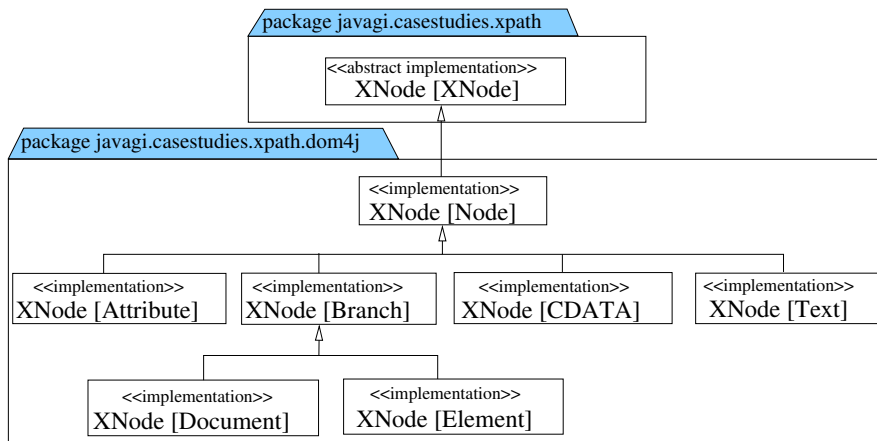 package javagi.casestudies.xpath
<<abstract implementation>>
XNode [XNode]
package javagi.casestudies.xpath.dom4j
<<implementation>>
XNode [Node]
<<implementation>>
XNode [Attribute]
<<implementation>>
XNode [Branch]
<<implementation>>
XNode [CDATA]
<<implementation>>
XNode [Text]
<<implementation>>
XNode [Document]
<<implementation>>
XNode [Element]